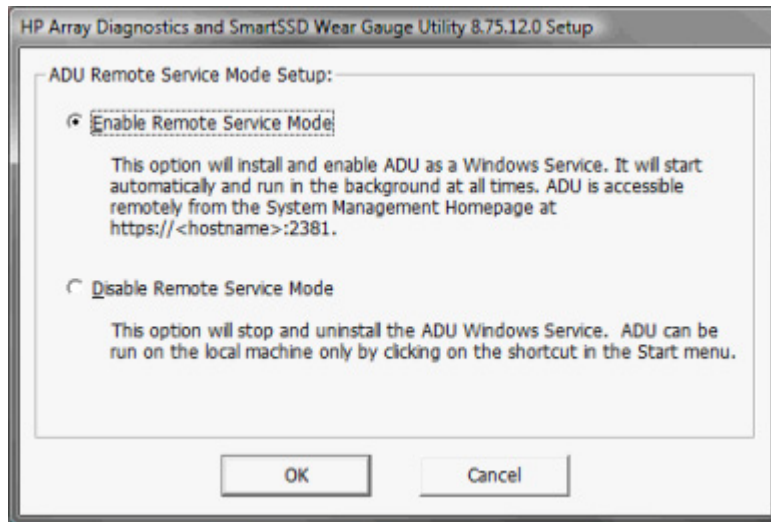 HP Array Diagnostics and SmartSSD Wear Gauge Utility 8.75.12.0 Setup
ADU Remote Service Mode Setup:
Enable Remote Service Mode
This option will install and enable ADU as a Windows Service. It will start
automatically and run in the background at all times. ADU is accessible
remotely from the System Management Homepage at
https://<hostname>:2381.
Disable Remote Service Mode
This option will stop and uninstall the ADU Windows Service. ADU can be
run on the local machine only by clicking on the shortcut in the Start menu.
OK
Cancel